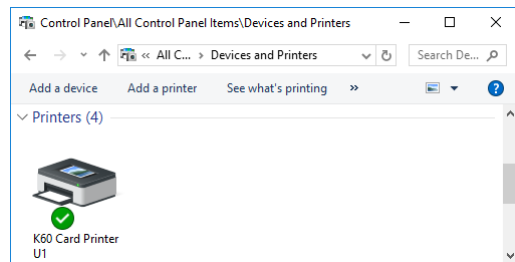 Control Panel\All Control Panel Items\Devices and Printers
« All C... › Devices and Printers Search De...
Add a device Add a printer See what's printing »
Printers (4)
K60 Card Printer
U1